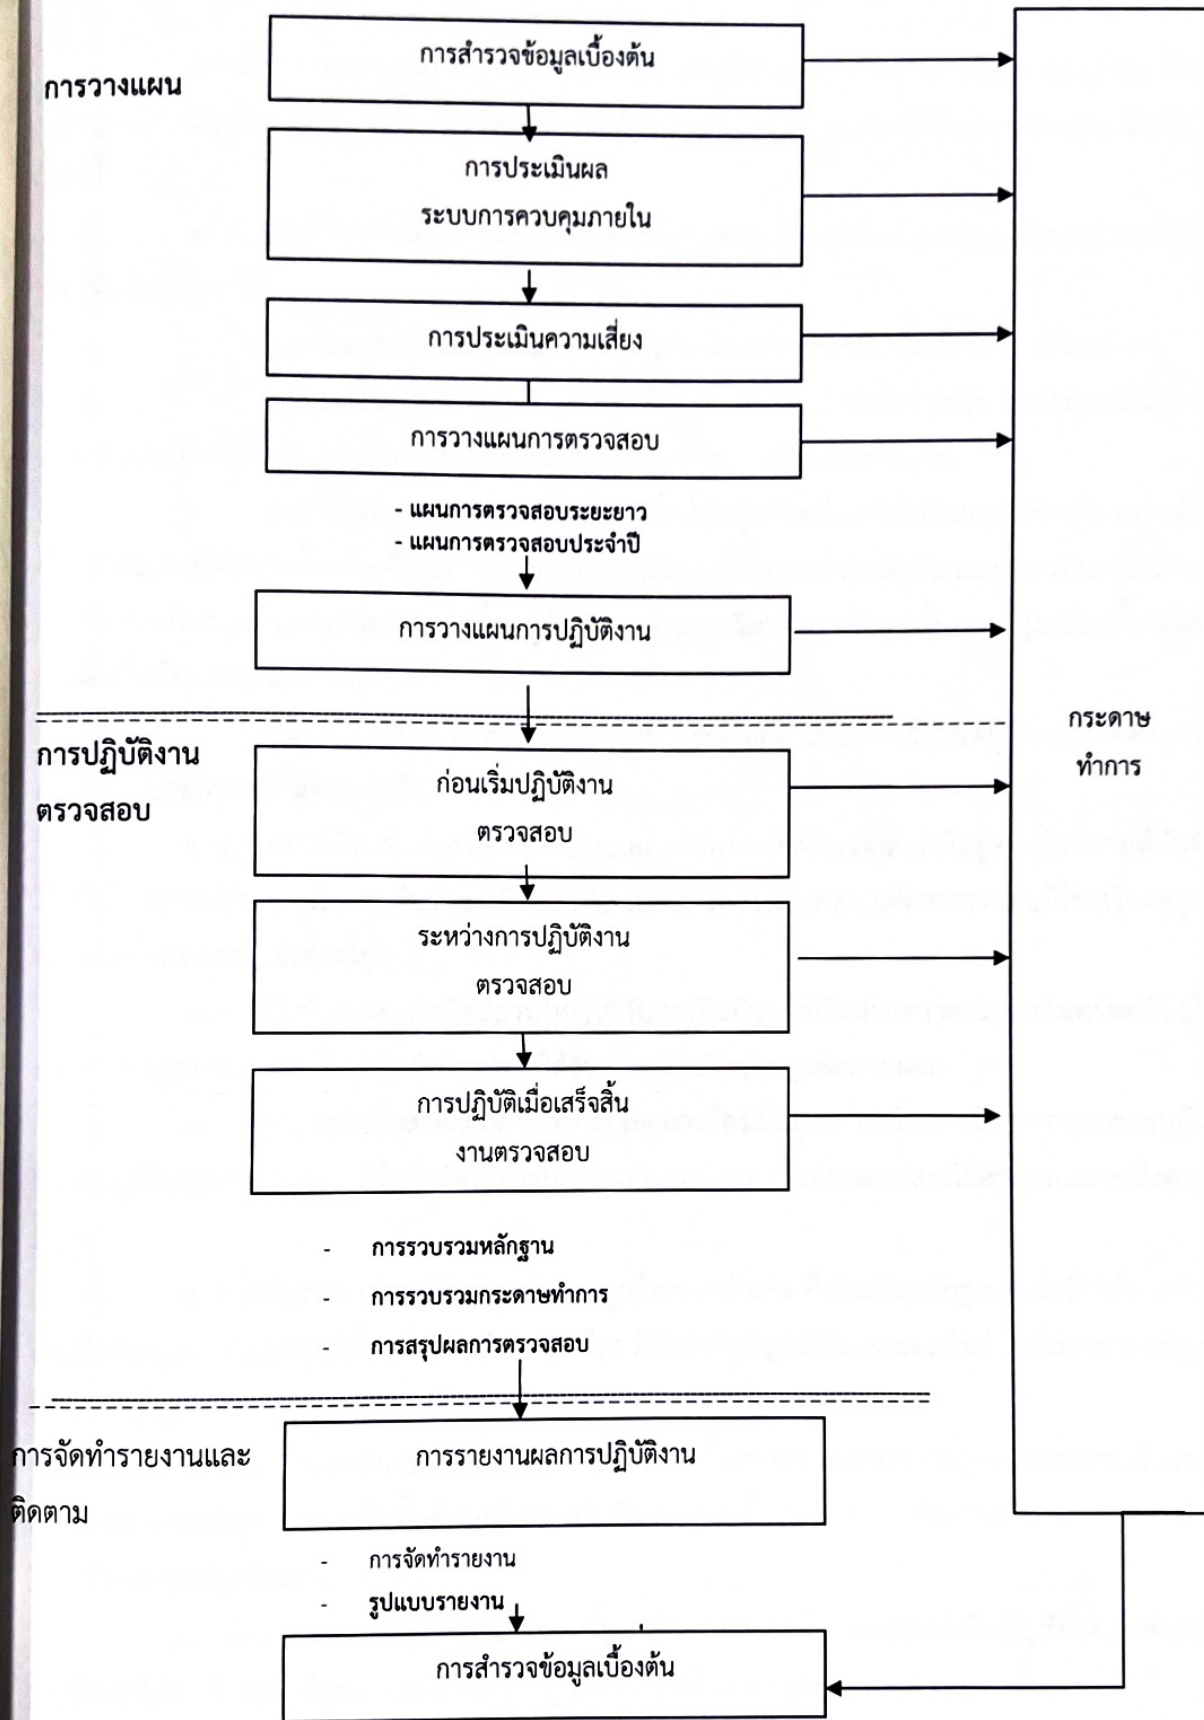 การวางแผน
การสำรวจข้อมูลเบื้องต้น
การประเมินผล
ระบบการควบคุมภายใน
การประเมินความเสี่ยง
การวางแผนการตรวจสอบ
- แผนการตรวจสอบระยะยาว
- แผนการตรวจสอบประจำปี
การวางแผนการปฏิบัติงาน
กระดาษ
ทำการ
การปฏิบัติงาน
ตรวจสอบ
ก่อนเริ่มปฏิบัติงาน
ตรวจสอบ
ระหว่างการปฏิบัติงาน
ตรวจสอบ
การปฏิบัติเมื่อเสร็จสิ้น
งานตรวจสอบ
- การรวบรวมหลักฐาน
- การรวบรวมกระดาษทำการ
- การสรุปผลการตรวจสอบ
การจัดทำรายงานและ
ติดตาม
การรายงานผลการปฏิบัติงาน
- การจัดทำรายงาน
- รูปแบบรายงาน
การสำรวจข้อมูลเบื้องต้น